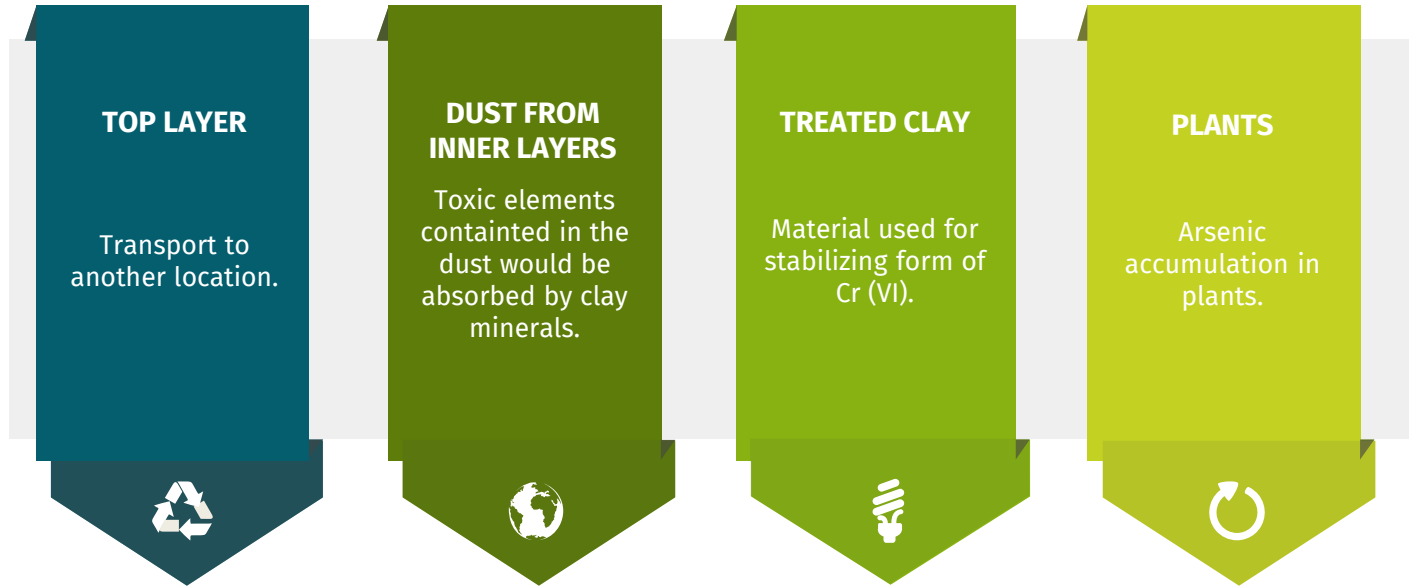 TOP LAYER
Transport to
another location.
DUST FROM
INNER LAYERS
Toxic elements
containted in the
dust would be
absorbed by clay
minerals.
TREATED CLAY
Material used for
stabilizing form of
Cr (VI).
PLANTS
Arsenic
accumulation in
plants.